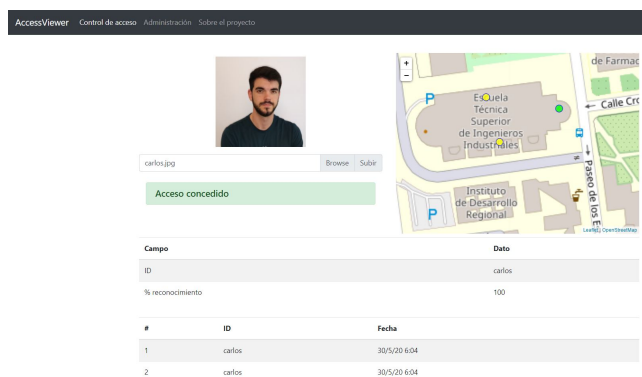 AccessViewer Control de acceso Administración Sobre el proyecto
carlos.jpg Browse Subir
Acceso concedido
+
−
de Farmac
P
Escuela
Técnica
Superior
de Ingenieros
Industriales
← Calle Cr
Paseo de los E
Instituto
de Desarrollo
Regional
P
Leaflet | OpenStreetMap
Campo Dato
ID carlos
% reconocimiento 100
# ID Fecha
1 carlos 30/5/20 6:04
2 carlos 30/5/20 6:04